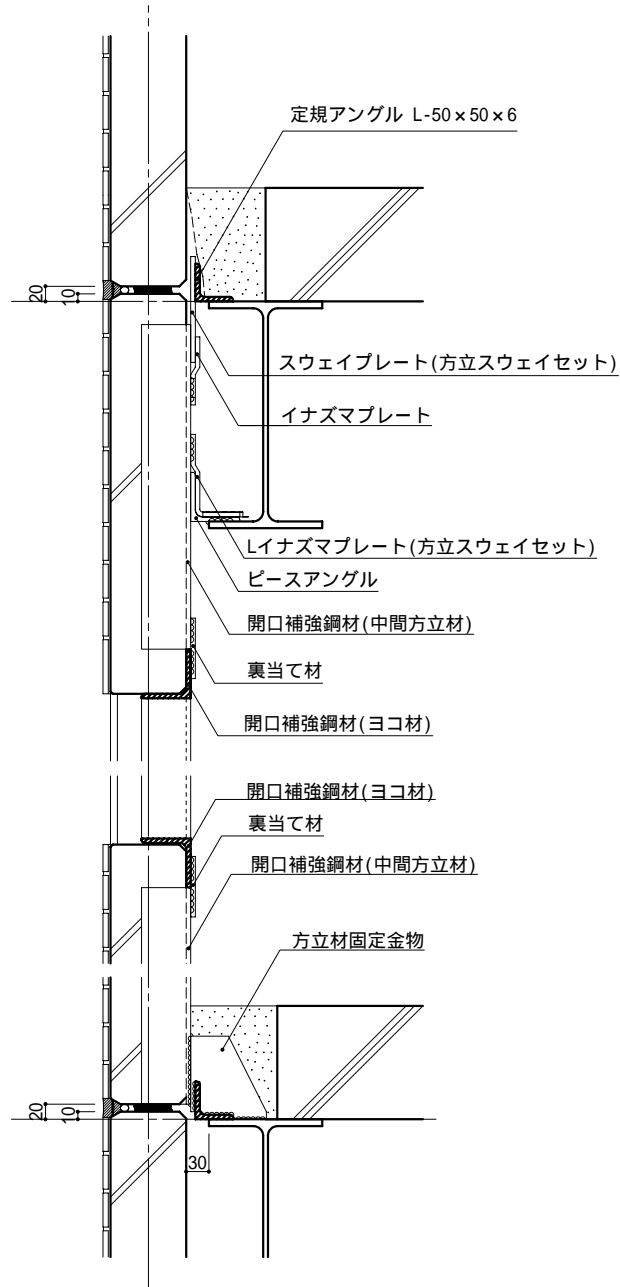 定規アングル L-50×50×6
20
10
スウェイプレート(方立スウェイセット)
イナズマプレート
Lイナズマプレート(方立スウェイセット)
ピースアングル
開口補強鋼材(中間方立材)
裏当て材
開口補強鋼材(ヨコ材)
開口補強鋼材(ヨコ材)
裏当て材
開口補強鋼材(中間方立材)
方立材固定金物
20
10
30